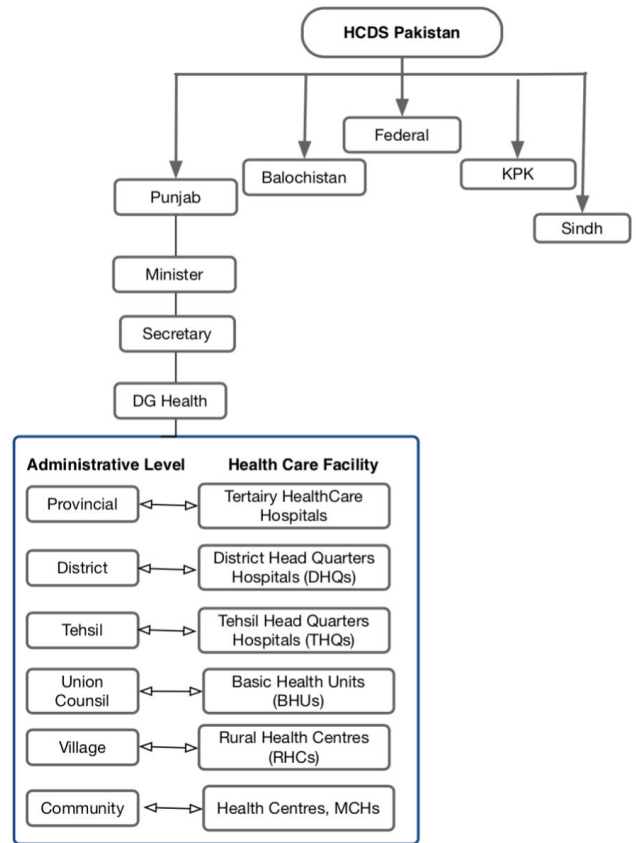 HCDS Pakistan
Federal
Balochistan
KPK
Punjab
Sindh
Minister
Secretary
DG Health
Administrative Level
Health Care Facility
Provincial
Tertairy HealthCare
Hospitals
District
District Head Quarters
Hospitals (DHQs)
Tehsil
Tehsil Head Quarters
Hospitals (THQs)
Union
Counsil
Basic Health Units
(BHUs)
Village
Rural Health Centres
(RHCs)
Community
Health Centres, MCHs